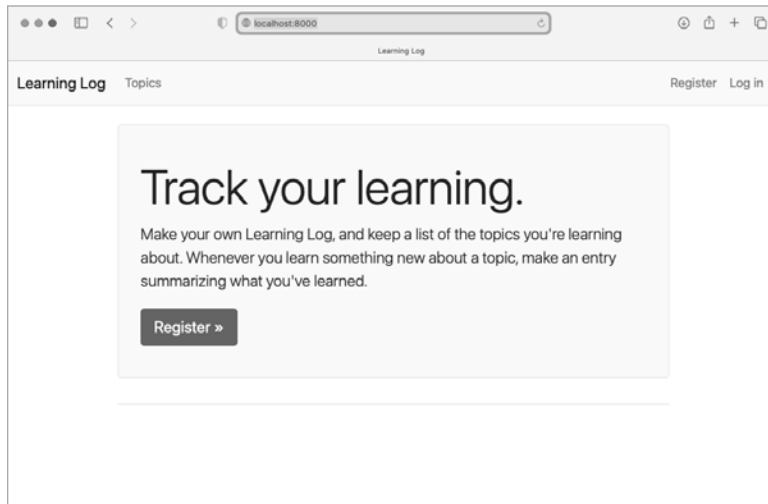 localhost:8000
Learning Log
Learning Log Topics Register Log in
Track your learning.
Make your own Learning Log, and keep a list of the topics you're learning
about. Whenever you learn something new about a topic, make an entry
summarizing what you've learned.
Register »